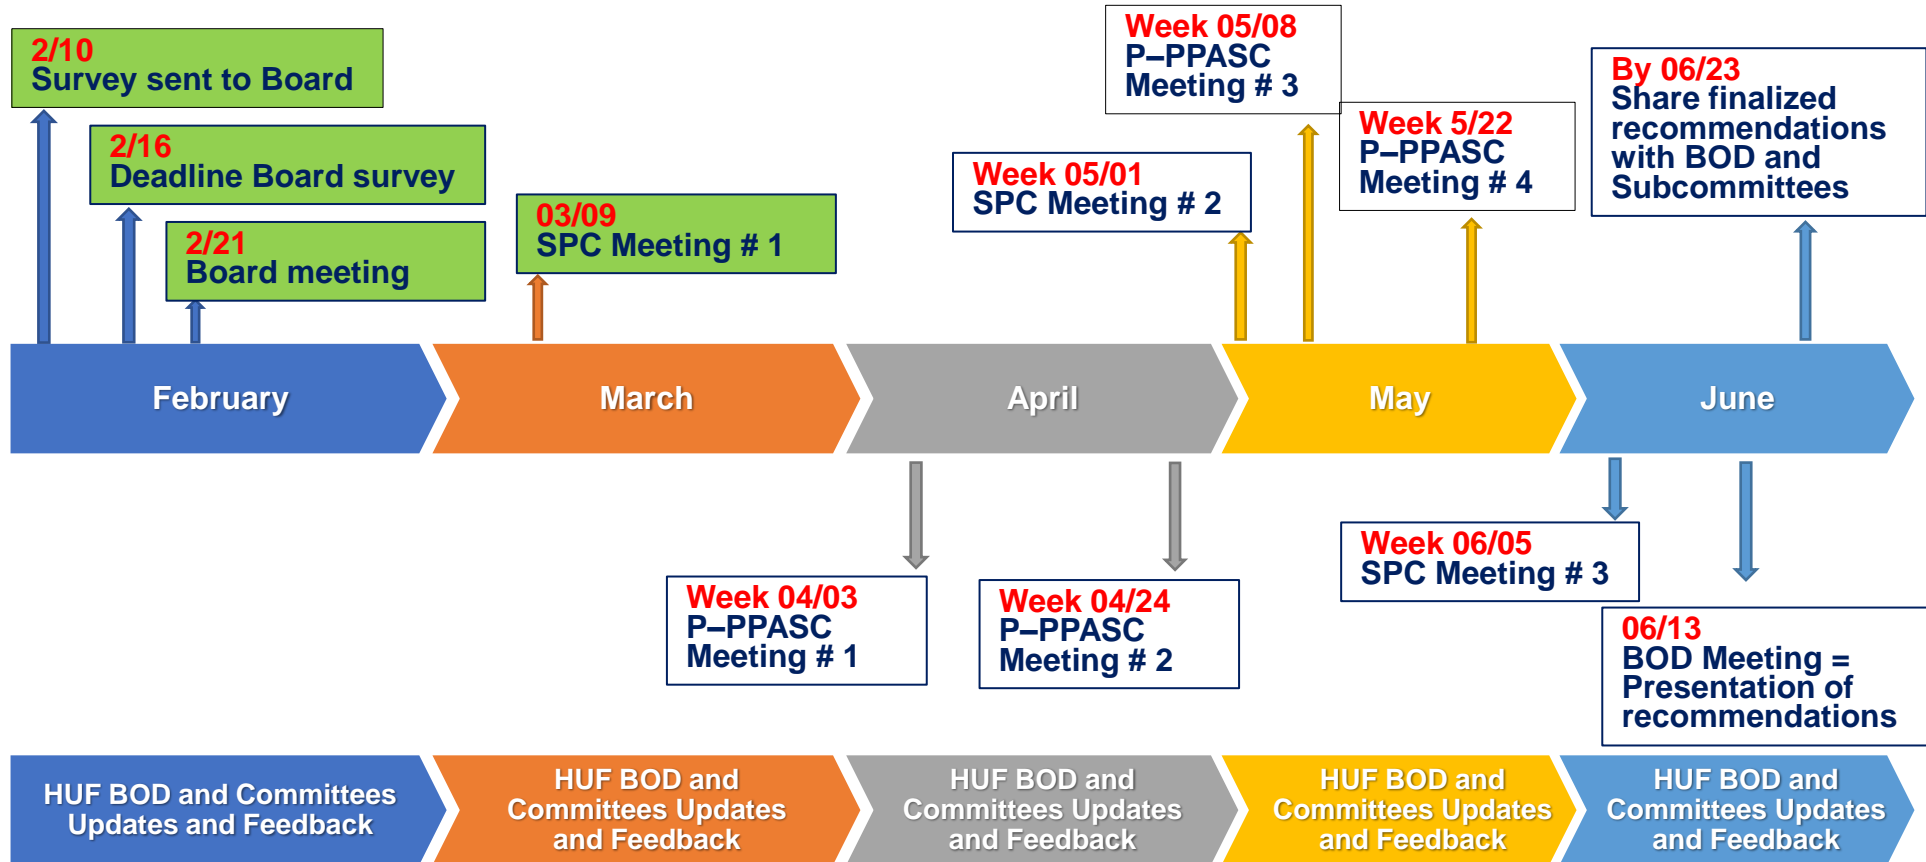 2/10
Survey sent to Board
2/16
Deadline Board survey
2/21
Board meeting
03/09
SPC Meeting # 1
Week 05/01
SPC Meeting # 2
Week 05/08
P–PPASC
Meeting # 3
Week 5/22
P–PPASC
Meeting # 4
By 06/23
Share finalized
recommendations
with BOD and
Subcommittees
February
March
April
May
June
Week 04/03
P–PPASC
Meeting # 1
Week 04/24
P–PPASC
Meeting # 2
Week 06/05
SPC Meeting # 3
06/13
BOD Meeting =
Presentation of
recommendations
HUF BOD and Committees
Updates and Feedback
HUF BOD and
Committees Updates
and Feedback
HUF BOD and
Committees Updates
and Feedback
HUF BOD and
Committees Updates
and Feedback
HUF BOD and
Committees Updates
and Feedback